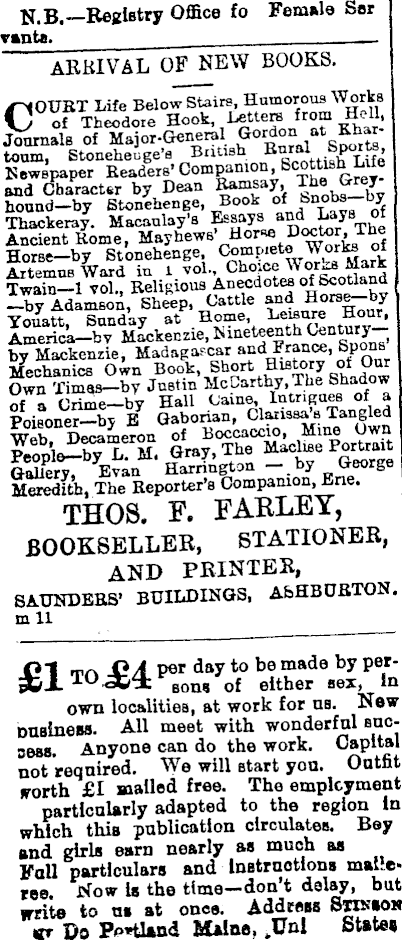 N.B.—Registry Office fo Female Ser
vants.
ARRIVAL OF NEW BOOKS.
COURT Life Below Stairs, Humorous Works
of Theodore Hook, Letters from Hell,
Journals of Major-General Gordon at Khar-
toum, Stonehenge's British Rural Sports,
Newspaper Readers' Companion, Scottish Life
and Character by Dean Ramsay, The Grey-
hound—by Stonehenge, Book of Snobs—by
Thackeray. Macaulay's Essays and Lays of
Ancient Rome, Mayhews' Horse Doctor, The
Horse—by Stonehenge, Complete Works of
Artemus Ward in 1 vol., Choice Works Mark
Twain—1 vol., Religious Anecdotes of Scotland
—by Adamson, Sheep, Cattle and Horse—by
Youatt, Sunday at Home, Leisure Hour,
America—by Mackenzie, Nineteenth Century—
by Mackenzie, Madagascar and France, Spons'
Mechanics Own Book, Short History of Our
Own Times—by Justin McCarthy, The Shadow
of a Crime—by Hall Caine, Intrigues of a
Poisoner—by E Gaborian, Clarissa's Tangled
Web, Decameron of Boccaccio, Mine Own
People—by L. M. Gray, The Maclise Portrait
Gallery, Evan Harrington — by George
Meredith, The Reporter's Companion, Erie.
THOS. F. FARLEY,
BOOKSELLER, STATIONER,
AND PRINTER,
SAUNDERS' BUILDINGS, ASHBURTON.
m 11
£1 TO £4 per day to be made by per-
sons of either sex, in
own localities, at work for us. New
business. All meet with wonderful suc-
cess. Anyone can do the work. Capital
not required. We will start you. Outfit
worth £1 mailed free. The employment
particularly adapted to the region in
which this publication circulates. Boy
and girls earn nearly as much as
Full particulars and instructions maile-
ree. Now is the time—don't delay, but
write to us at once. Address STINSON
Do Portland Maine, Uni States